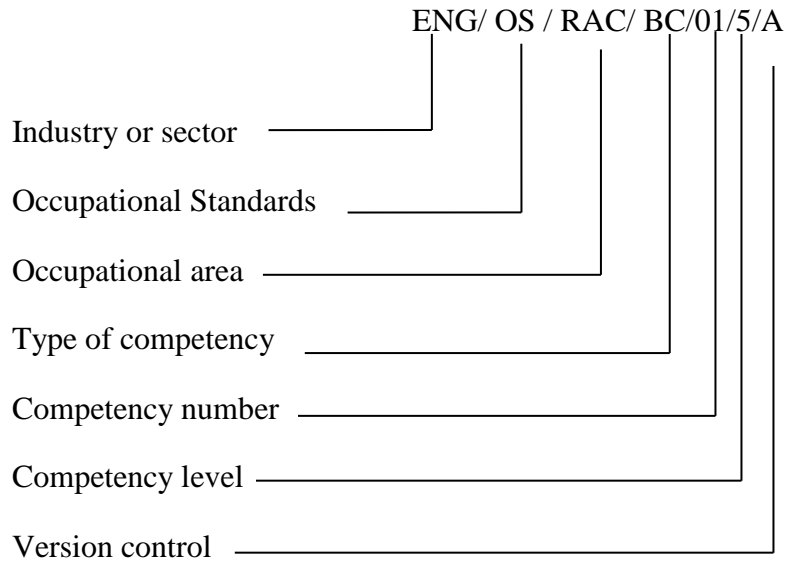 ENG/ OS / RAC/ BC/01/5/A
Industry or sector
Occupational Standards
Occupational area
Type of competency
Competency number
Competency level
Version control